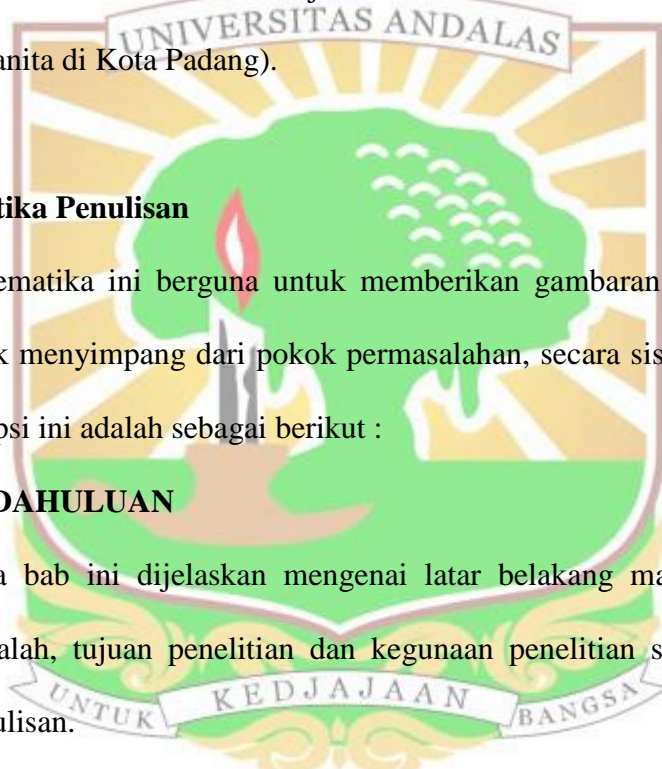 UNIVERSITAS ANDALAS
anita di Kota Padang).
tika Penulisan
ematika ini berguna untuk memberikan gambaran
k menyimpang dari pokok permasalahan, secara sis
psi ini adalah sebagai berikut :
DAHULUAN
a bab ini dijelaskan mengenai latar belakang ma
alah, tujuan penelitian dan kegunaan penelitian s
UNTUK KEDJAJAAN BANGSA
ulisan.